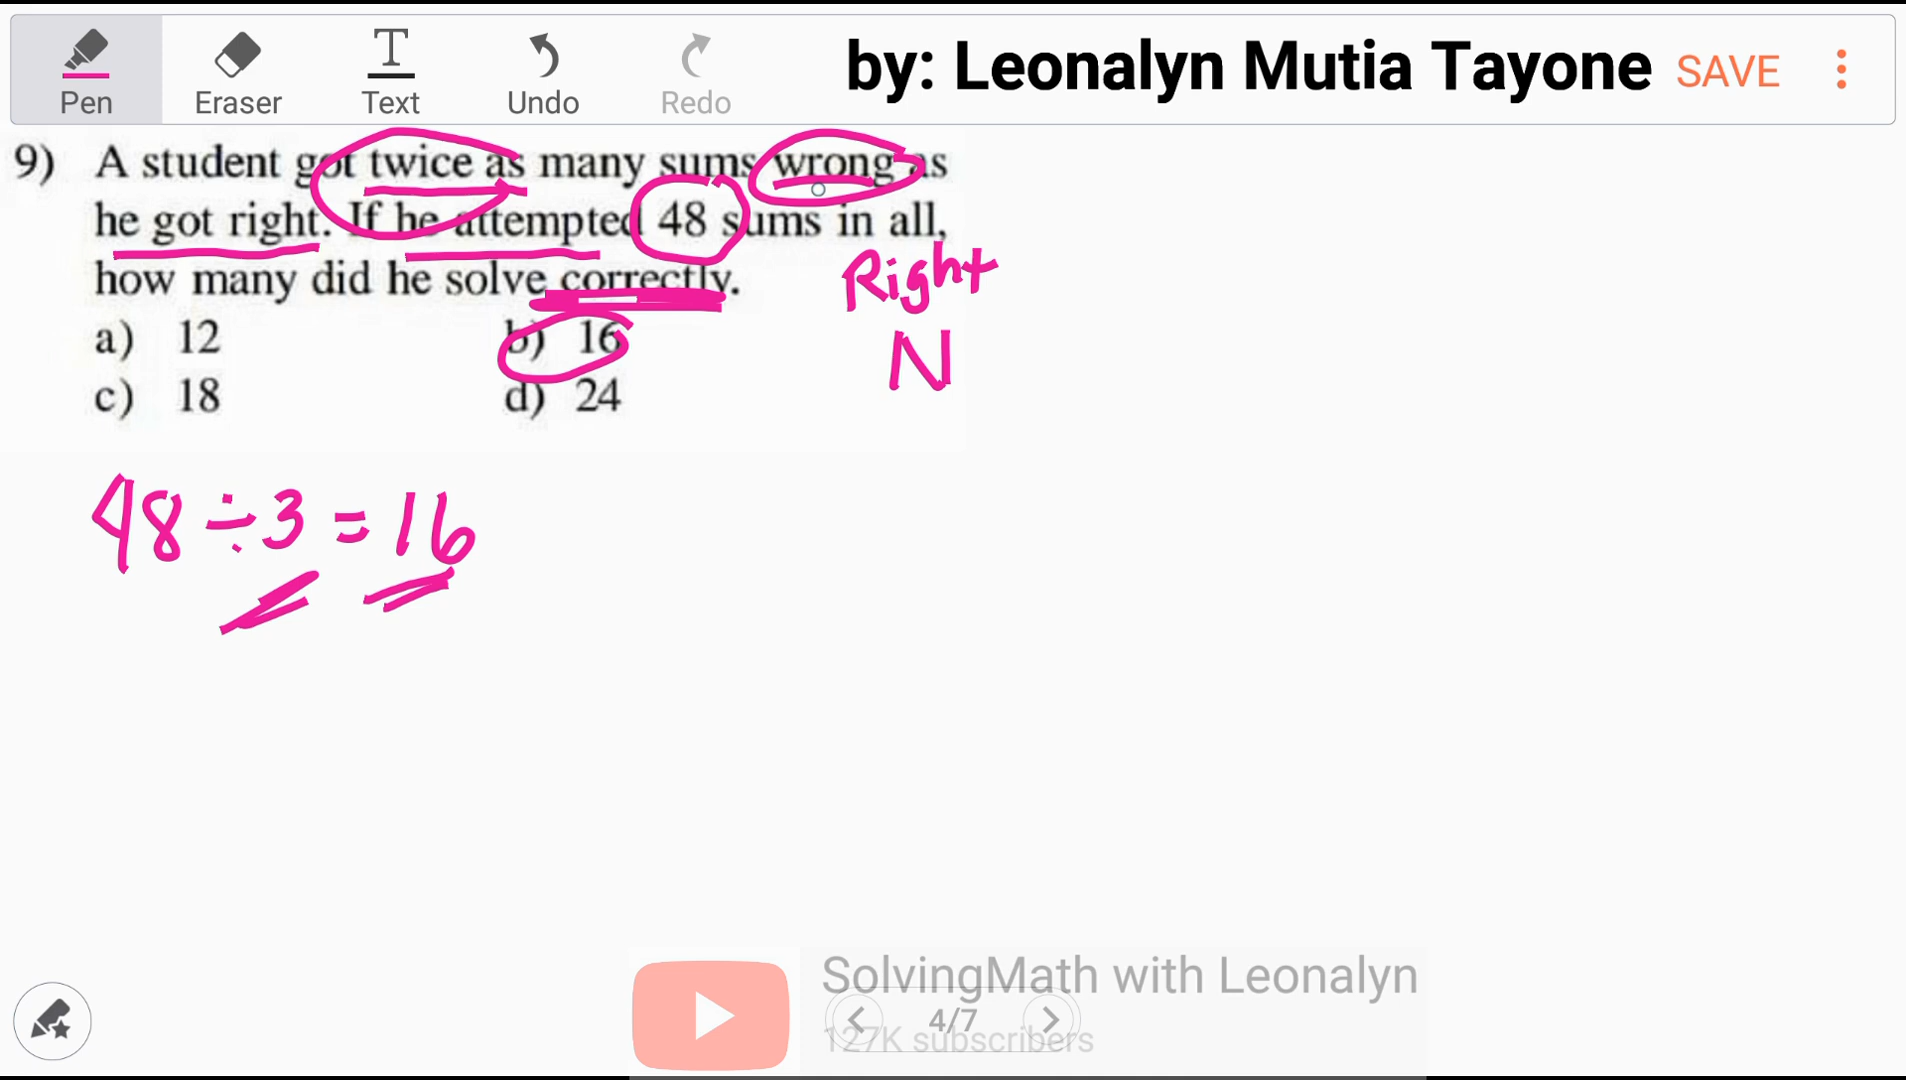 Pen Eraser Text Undo Redo by: Leonalyn Mutia Tayone SAVE
9) A student got twice as many sums wrong as
he got right. If he attempted 48 sums in all,
how many did he solve correctly.
Right
N
a) 12 b) 16
c) 18 d) 24
48 ÷ 3 = 16
SolvingMath with Leonalyn
4/7
127K subscribers